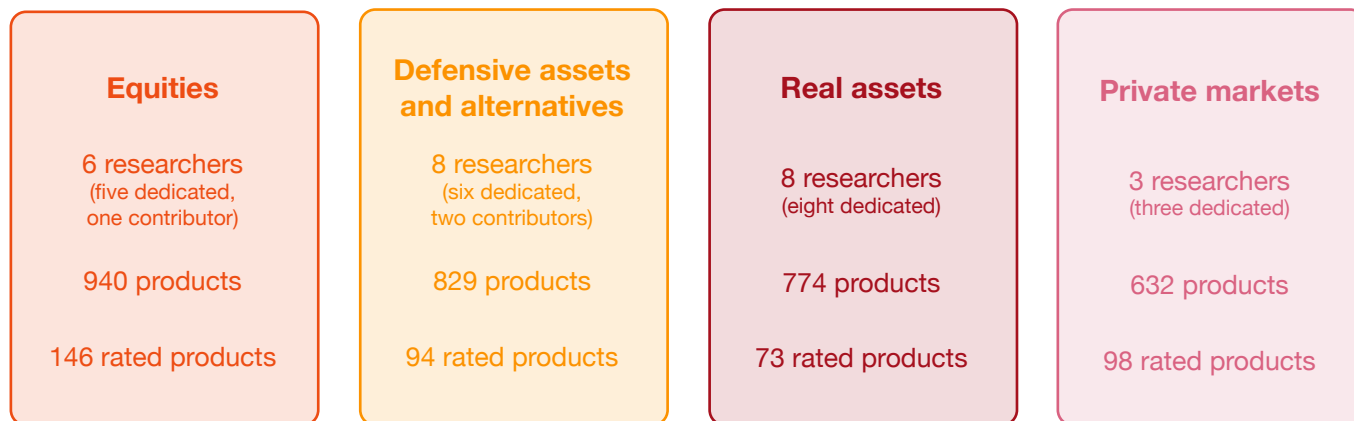 Equities
6 researchers
(five dedicated,
one contributor)
940 products
146 rated products
Defensive assets
and alternatives
8 researchers
(six dedicated,
two contributors)
829 products
94 rated products
Real assets
8 researchers
(eight dedicated)
774 products
73 rated products
Private markets
3 researchers
(three dedicated)
632 products
98 rated products